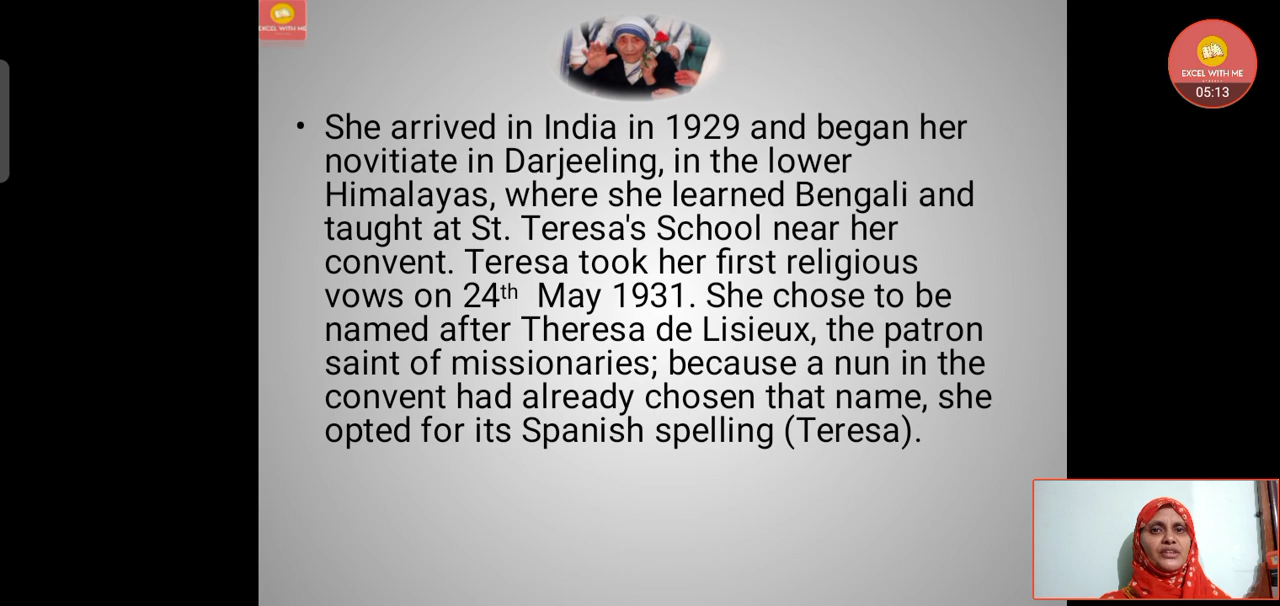 EXCEL WITH ME
EXCEL WITH ME
05:13
• She arrived in India in 1929 and began her
novitiate in Darjeeling, in the lower
Himalayas, where she learned Bengali and
taught at St. Teresa's School near her
convent. Teresa took her first religious
vows on 24th May 1931. She chose to be
named after Theresa de Lisieux, the patron
saint of missionaries; because a nun in the
convent had already chosen that name, she
opted for its Spanish spelling (Teresa).